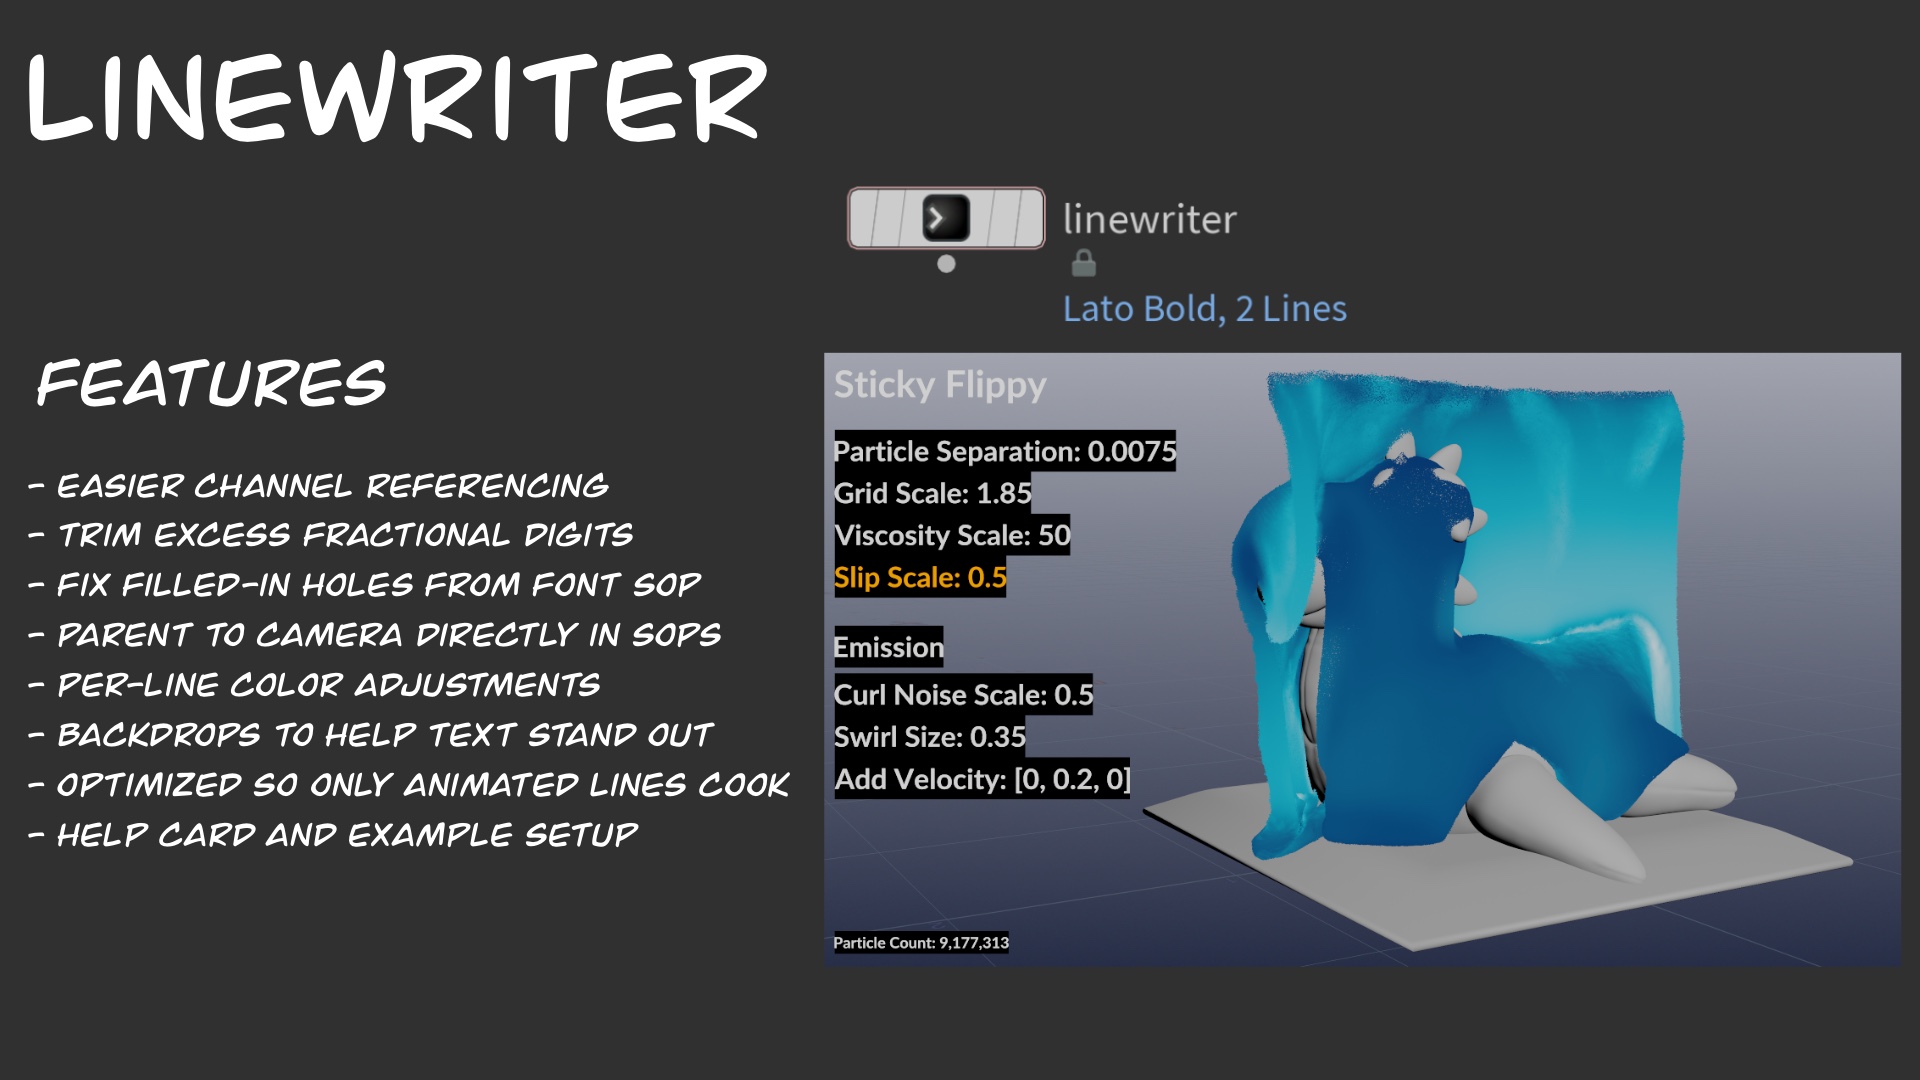 LINEWRITER
linewriter
Lato Bold, 2 Lines
FEATURES
- EASIER CHANNEL REFERENCING
- TRIM EXCESS FRACTIONAL DIGITS
- FIX FILLED-IN HOLES FROM FONT SOP
- PARENT TO CAMERA DIRECTLY IN SOPS
- PER-LINE COLOR ADJUSTMENTS
- BACKDROPS TO HELP TEXT STAND OUT
- OPTIMIZED SO ONLY ANIMATED LINES COOK
- HELP CARD AND EXAMPLE SETUP
Sticky Flippy
Particle Separation: 0.0075
Grid Scale: 1.85
Viscosity Scale: 50
Slip Scale: 0.5
Emission
Curl Noise Scale: 0.5
Swirl Size: 0.35
Add Velocity: [0, 0.2, 0]
Particle Count: 9,177,313